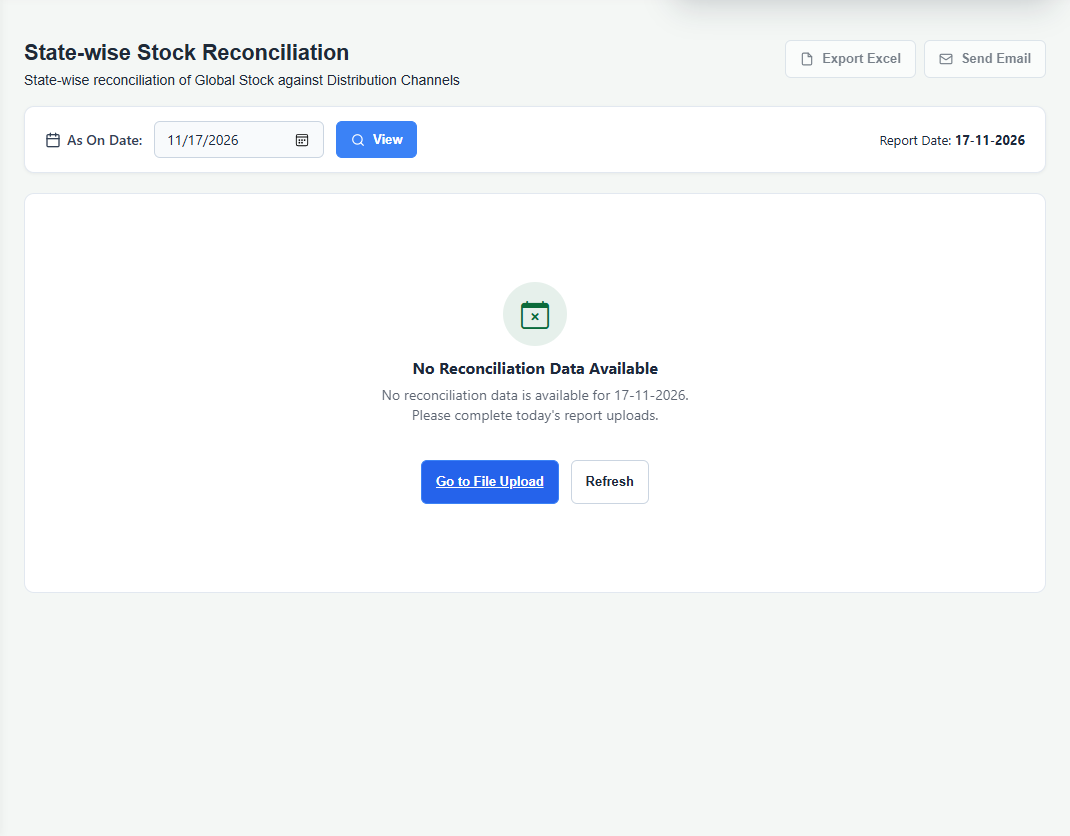 State-wise Stock Reconciliation
State-wise reconciliation of Global Stock against Distribution Channels
Export Excel
Send Email
As On Date:
11/17/2026
View
Report Date: 17-11-2026
No Reconciliation Data Available
No reconciliation data is available for 17-11-2026.
Please complete today's report uploads.
Go to File Upload
Refresh